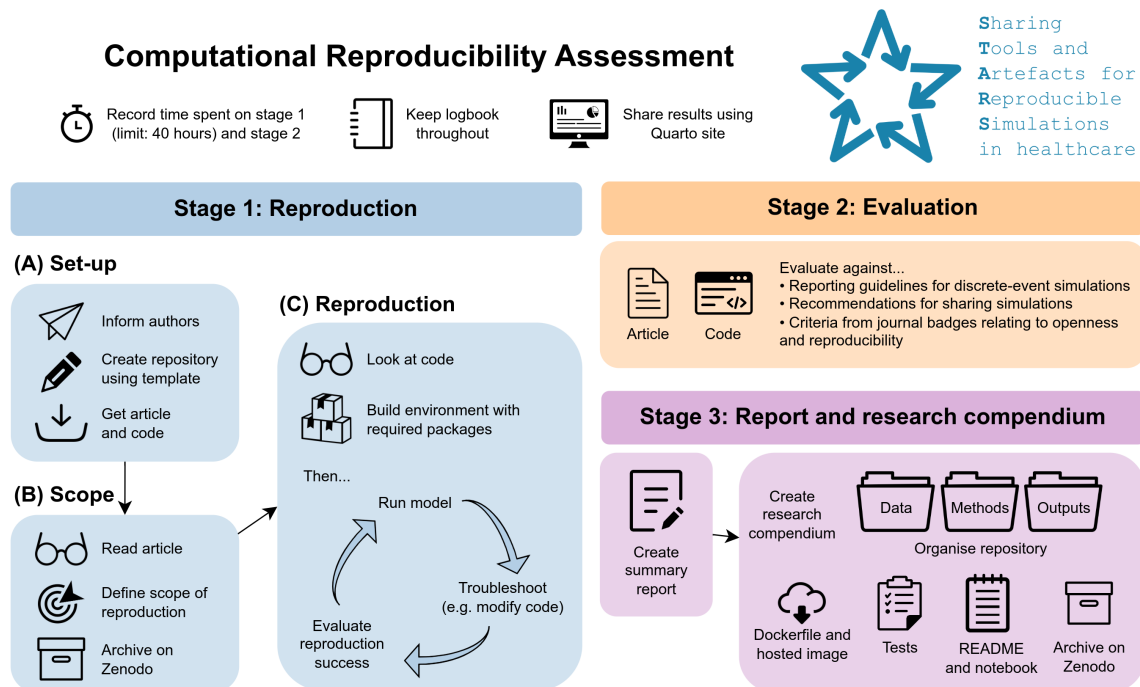 Computational Reproducibility Assessment
Record time spent on stage 1
(limit: 40 hours) and stage 2
Keep logbook
throughout
Share results using
Quarto site
Sharing
Tools and
Artefacts for
Reproducible
Simulations
in healthcare
Stage 1: Reproduction
(A) Set-up
Inform authors
Create repository
using template
Get article
and code
(B) Scope
Read article
Define scope of
reproduction
Archive on
Zenodo
(C) Reproduction
Look at code
Build environment with
required packages
Then...
Run model
Troubleshoot
(e.g. modify code)
Evaluate
reproduction
success
Stage 2: Evaluation
Article
Code
Evaluate against...
• Reporting guidelines for discrete-event simulations
• Recommendations for sharing simulations
• Criteria from journal badges relating to openness
and reproducibility
Stage 3: Report and research compendium
Create
summary
report
Create
research
compendium
Data
Methods
Outputs
Organise repository
Dockerfile and
hosted image
Tests
README
and notebook
Archive on
Zenodo